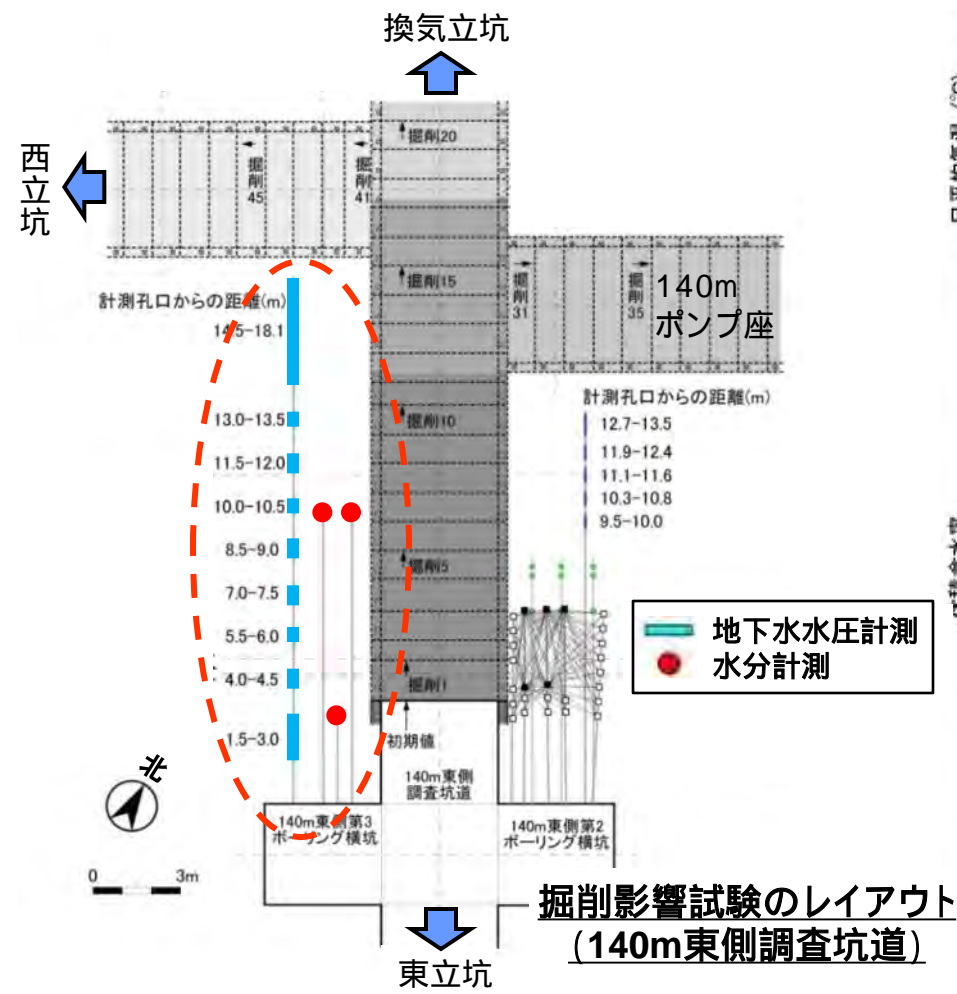 換気立坑
掘削20
西立坑
掘削45
掘削41
掘削15
掘削31
掘削35
140m
ポンプ座
計測孔口からの距離(m)
14.5-18.1
13.0-13.5
11.5-12.0
10.0-10.5
8.5-9.0
7.0-7.5
5.5-6.0
4.0-4.5
1.5-3.0
掘削10
掘削5
掘削1
初期値
計測孔口からの距離(m)
12.7-13.5
11.9-12.4
11.1-11.6
10.3-10.8
9.5-10.0
地下水水圧計測
水分計測
北
0 3m
140m東側
調査坑道
140m東側第3
ボーリング横坑
140m東側第2
ボーリング横坑
東立坑
掘削影響試験のレイアウト
(140m東側調査坑道)